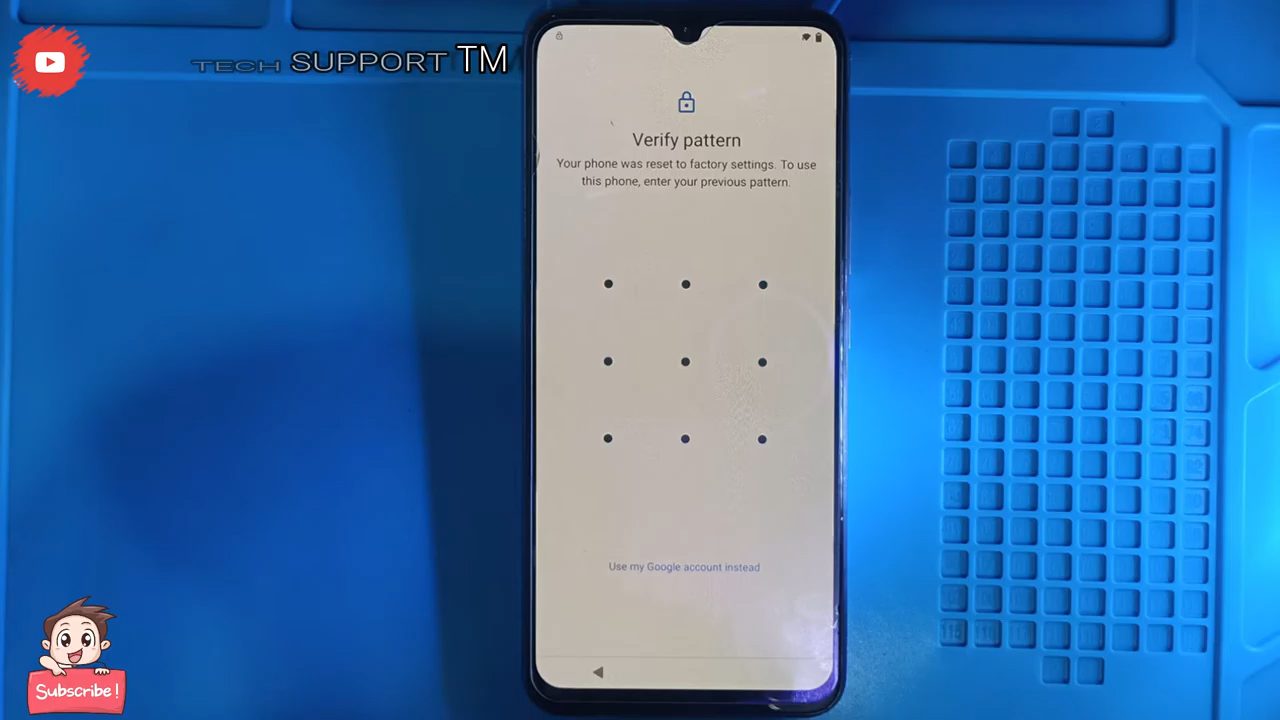 TECH SUPPORT TM
Verify pattern
Your phone was reset to factory settings. To use
this phone, enter your previous pattern.
Use my Google account instead
Subscribe!